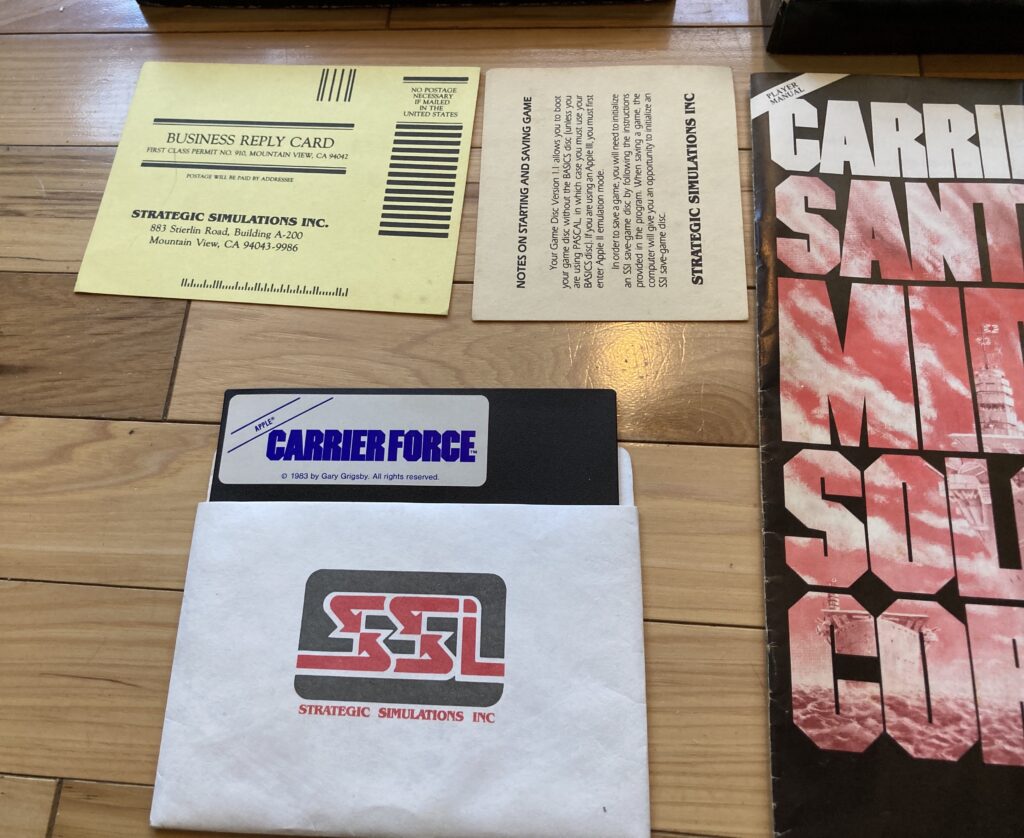 NO POSTAGE
NECESSARY
IF MAILED
IN THE
UNITED STATES
BUSINESS REPLY CARD
FIRST CLASS PERMIT NO. 910, MOUNTAIN VIEW, CA 94042
POSTAGE WILL BE PAID BY ADDRESSEE
STRATEGIC SIMULATIONS INC.
883 Stierlin Road, Building A-200
Mountain View, CA 94043-9986
NOTES ON STARTING AND SAVING GAME
Your Game Disc Version 1.1 allows you to boot
your game disc without the BASICS disc (unless you
are using PASCAL, in which case you must use your
BASICS disc). If you are using an Apple III, you must first
enter Apple II emulation mode.
In order to save a game, you will need to initialize
an SSI save-game disc by following the instructions
provided in the program. When saving a game, the
computer will give you an opportunity to initialize an
SSI save-game disc.
STRATEGIC SIMULATIONS INC
PLAYER
MANUAL
CARRI
SANT
MID
SOL
COR
APPLE®
CARRIER FORCE™
© 1983 by Gary Grigsby. All rights reserved.
SSI
STRATEGIC SIMULATIONS INC